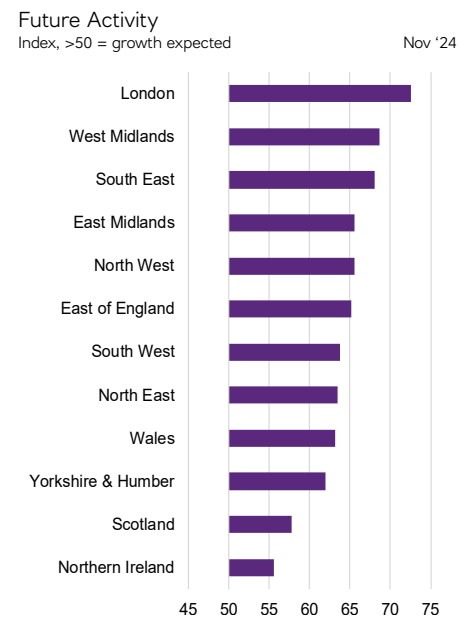 Future Activity
Index, >50 = growth expected
Nov ‘24
London
West Midlands
South East
East Midlands
North West
East of England
South West
North East
Wales
Yorkshire & Humber
Scotland
Northern Ireland
45 50 55 60 65 70 75